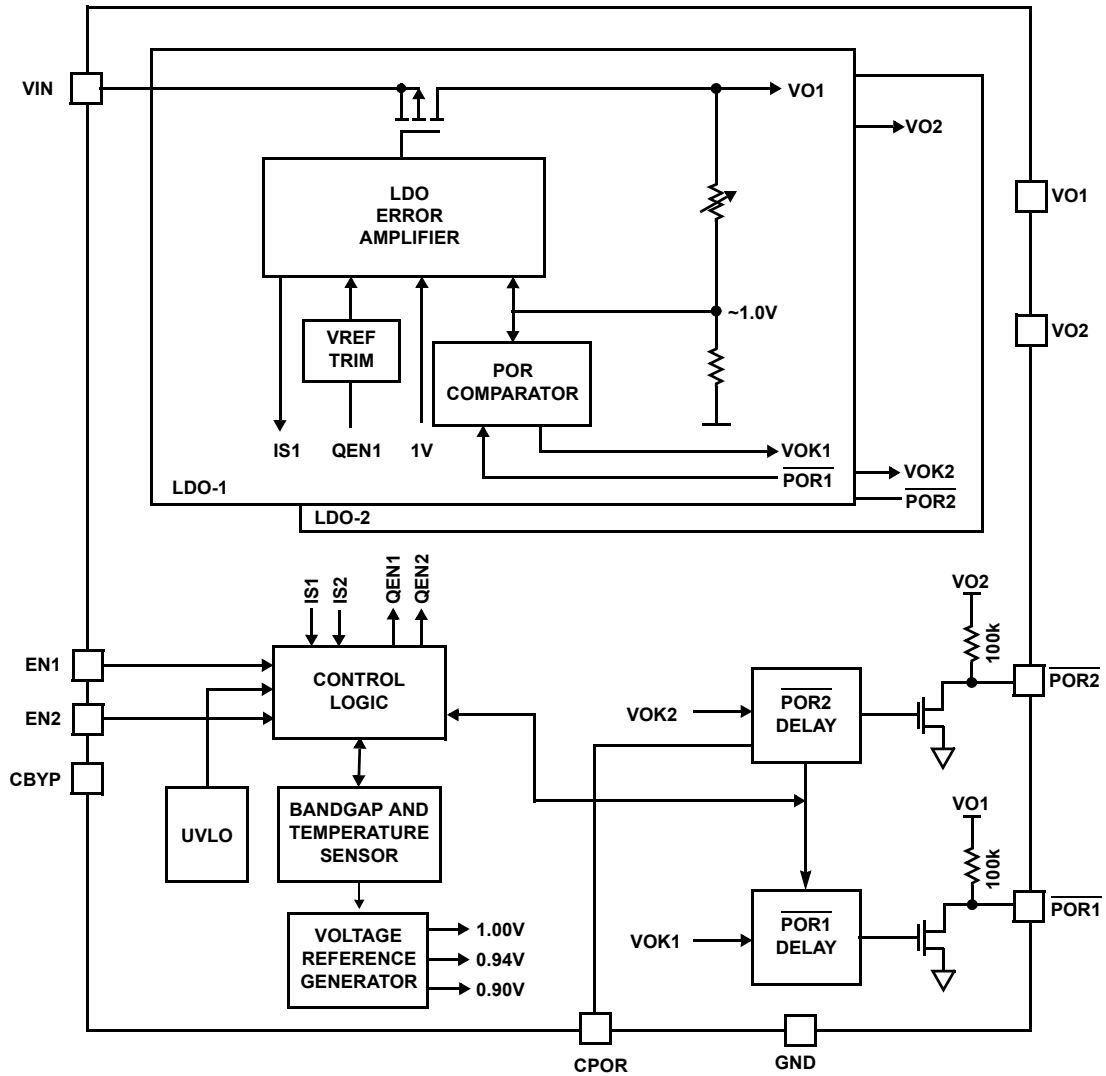 VIN
VO1
VO2
LDO
ERROR
AMPLIFIER
VO1
~1.0V
VO2
VREF
TRIM
POR
COMPARATOR
IS1
QEN1
1V
VOK1
POR1
VOK2
POR2
LDO-1
LDO-2
IS1
IS2
QEN1
QEN2
VO2
100k
EN1
CONTROL
LOGIC
POR2
EN2
VOK2
POR2
DELAY
CBYP
UVLO
BANDGAP AND
TEMPERATURE
SENSOR
VO1
100k
VOLTAGE
REFERENCE
GENERATOR
1.00V
0.94V
0.90V
VOK1
POR1
DELAY
POR1
CPOR
GND